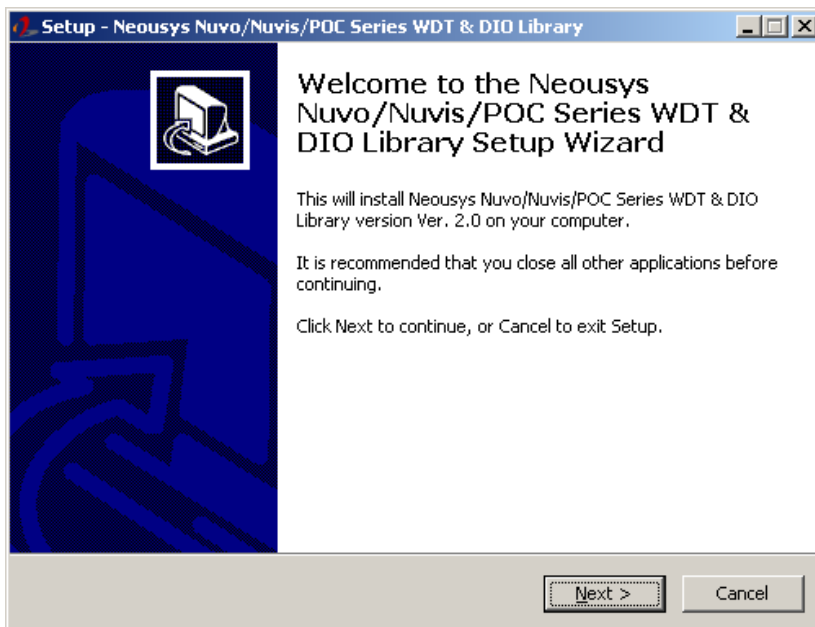 Setup - Neousys Nuvo/Nuvis/POC Series WDT & DIO Library
Welcome to the Neousys
Nuvo/Nuvis/POC Series WDT &
DIO Library Setup Wizard
This will install Neousys Nuvo/Nuvis/POC Series WDT & DIO
Library version Ver. 2.0 on your computer.
It is recommended that you close all other applications before
continuing.
Click Next to continue, or Cancel to exit Setup.
Next >
Cancel